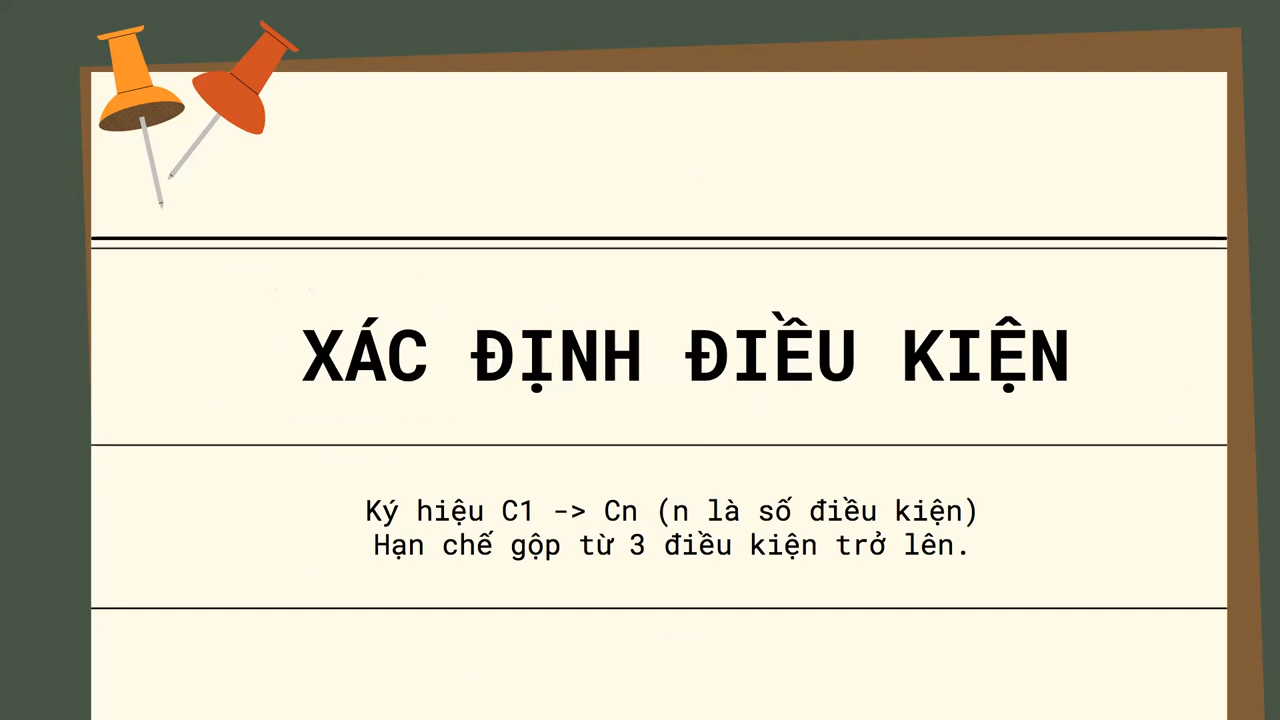 XÁC ĐỊNH ĐIỀU KIỆN
Ký hiệu C1 -> Cn (n là số điều kiện)
Hạn chế gộp từ 3 điều kiện trở lên.